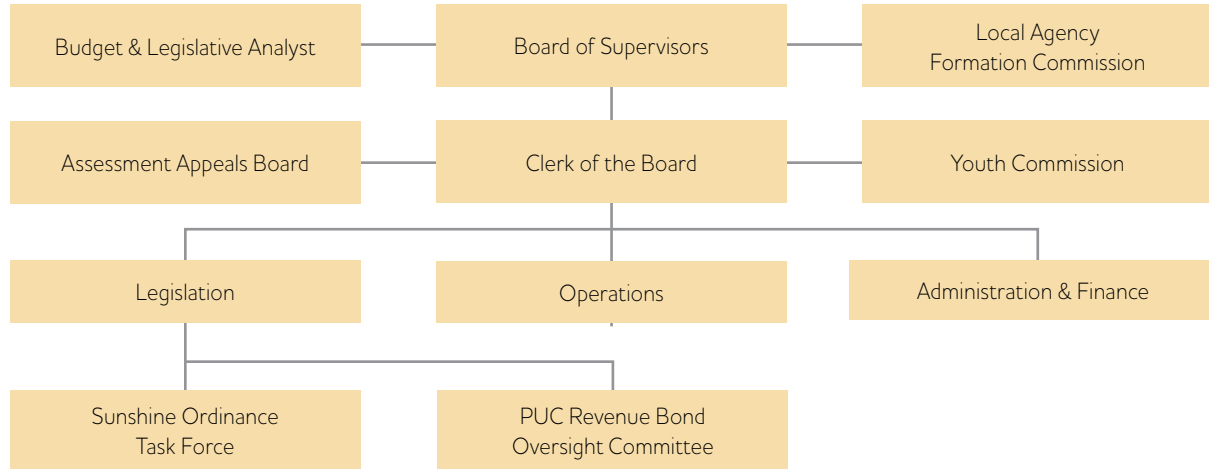 Budget & Legislative Analyst
Board of Supervisors
Local Agency
Formation Commission
Assessment Appeals Board
Clerk of the Board
Youth Commission
Legislation
Operations
Administration & Finance
Sunshine Ordinance
Task Force
PUC Revenue Bond
Oversight Committee